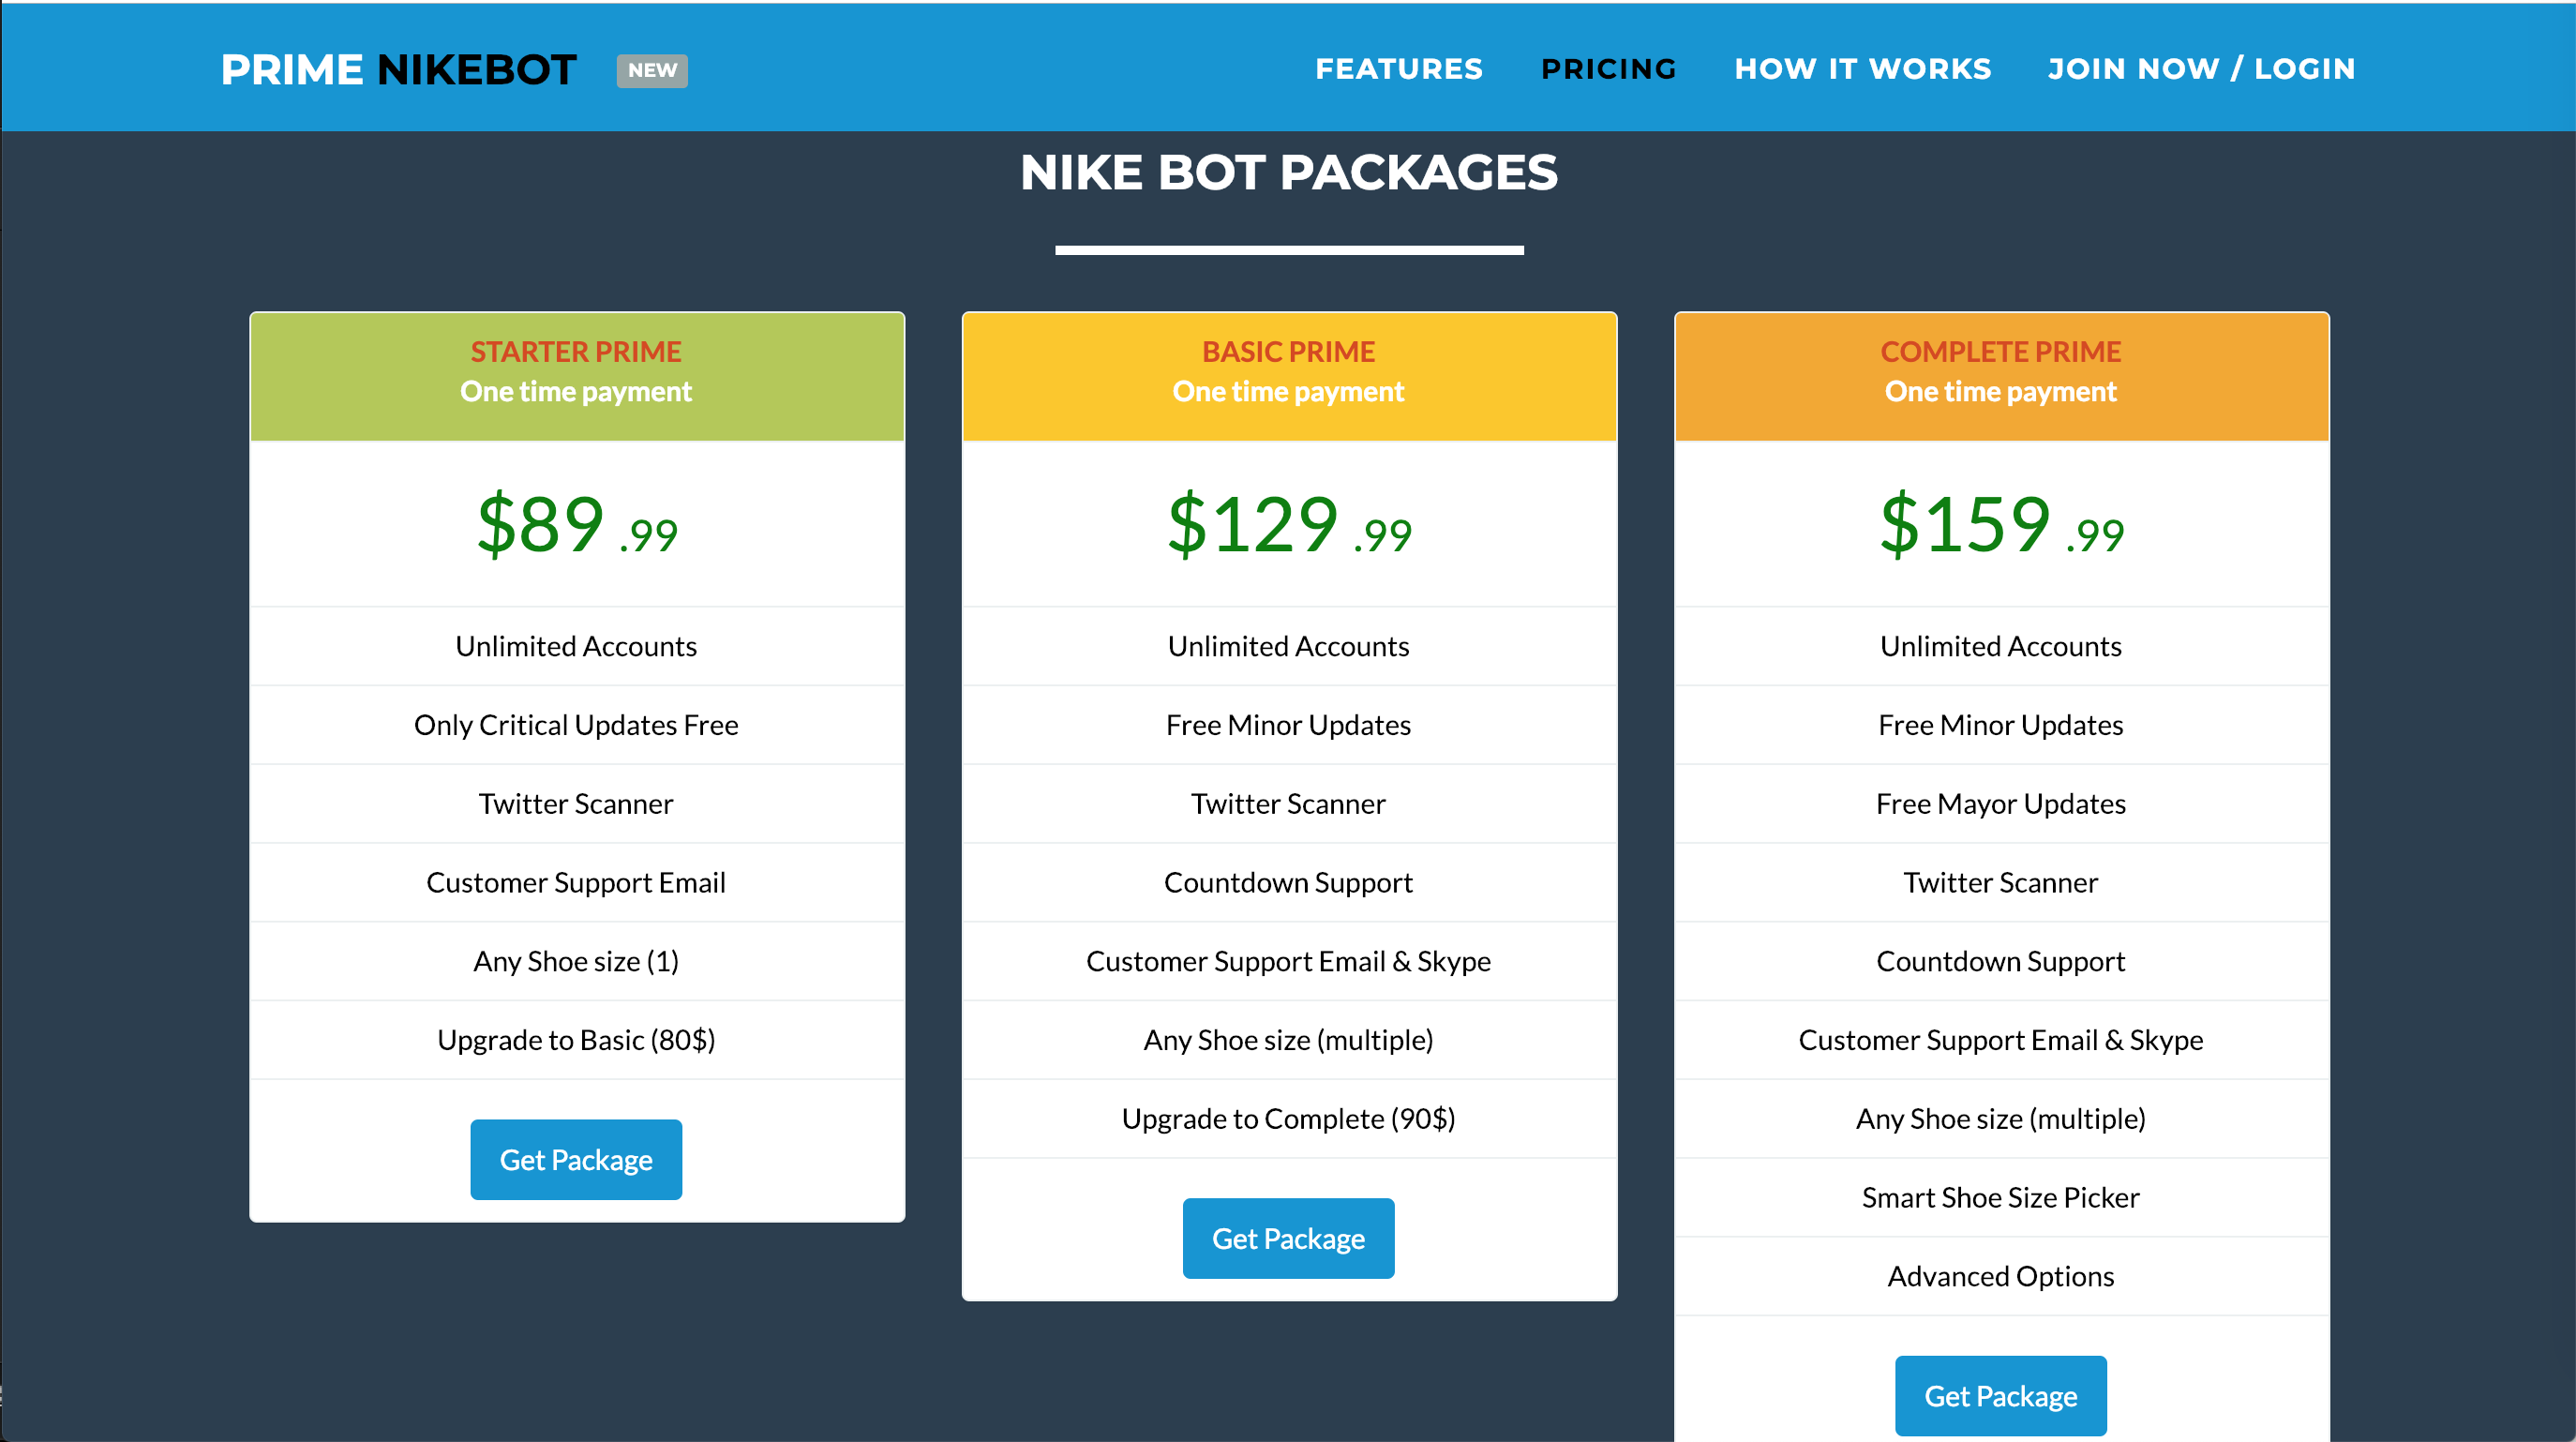 PRIME NIKEBOT NEW
FEATURES PRICING HOW IT WORKS JOIN NOW / LOGIN
NIKE BOT PACKAGES
STARTER PRIME
One time payment
$89 .99
Unlimited Accounts
Only Critical Updates Free
Twitter Scanner
Customer Support Email
Any Shoe size (1)
Upgrade to Basic (80$)
Get Package
BASIC PRIME
One time payment
$129 .99
Unlimited Accounts
Free Minor Updates
Twitter Scanner
Countdown Support
Customer Support Email & Skype
Any Shoe size (multiple)
Upgrade to Complete (90$)
Get Package
COMPLETE PRIME
One time payment
$159 .99
Unlimited Accounts
Free Minor Updates
Free Mayor Updates
Twitter Scanner
Countdown Support
Customer Support Email & Skype
Any Shoe size (multiple)
Smart Shoe Size Picker
Advanced Options
Get Package